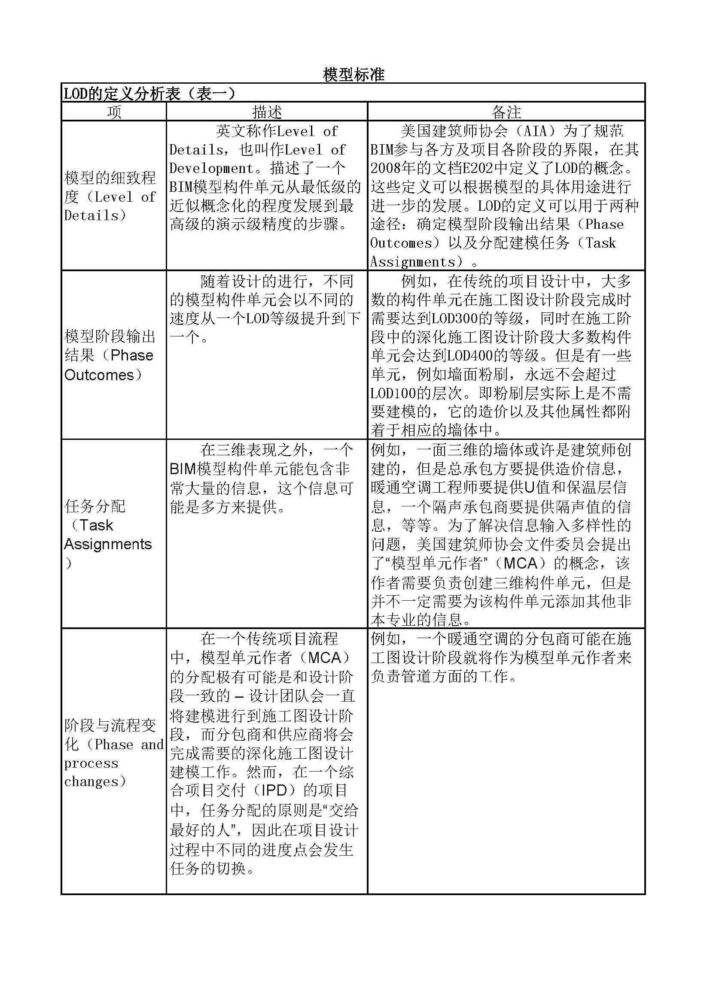 模型标准
LOD的定义分析表（表一）
项
描述
备注
模型的细致程
度（Level of
Details）
英文称作Level of
Details，也叫作Level of
Development。描述了一个
BIM模型构件单元从最低级的
近似概念化的程度发展到最
高级的演示级精度的步骤。
美国建筑师协会（AIA）为了规范
BIM参与各方及项目各阶段的界限，在其
2008年的文档E202中定义了LOD的概念。
这些定义可以根据模型的具体用途进行
进一步的发展。LOD的定义可以用于两种
途径：确定模型阶段输出结果（Phase
Outcomes）以及分配建模任务（Task
Assignments）。
模型阶段输出
结果（Phase
Outcomes）
随着设计的进行，不同
的模型构件单元会以不同的
速度从一个LOD等级提升到下
一个。
例如，在传统的项目设计中，大多
数的构件单元在施工图设计阶段完成时
需要达到LOD300的等级，同时在施工阶
段中的深化施工图设计阶段大多数构件
单元会达到LOD400的等级。但是有一些
单元，例如墙面粉刷，永远不会超过
LOD100的层次。即粉刷层实际上是不需
要建模的，它的造价以及其他属性都附
着于相应的墙体中。
任务分配
（Task
Assignments
）
在三维表现之外，一个
BIM模型构件单元能包含非
常大量的信息，这个信息可
能是多方来提供。
例如，一面三维的墙体或许是建筑师创
建的，但是总承包方要提供造价信息，
暖通空调工程师要提供U值和保温层信
息，一个隔声承包商要提供隔声值的信
息，等等。为了解决信息输入多样性的
问题，美国建筑师协会文件委员会提出
了“模型单元作者”（MCA）的概念，该
作者需要负责创建三维构件单元，但是
并不一定需要为该构件单元添加其他非
本专业的信息。
阶段与流程变
化（Phase and
process
changes）
在一个传统项目流程
中，模型单元作者（MCA）
的分配极有可能是和设计阶
段一致的 – 设计团队会一直
将建模进行到施工图设计阶
段，而分包商和供应商将会
完成需要的深化施工图设计
建模工作。然而，在一个综
合项目交付（IPD）的项目
中，任务分配的原则是“交给
最好的人”，因此在项目设计
过程中不同的进度点会发生
任务的切换。
例如，一个暖通空调的分包商可能在施
工图设计阶段就将作为模型单元作者来
负责管道方面的工作。